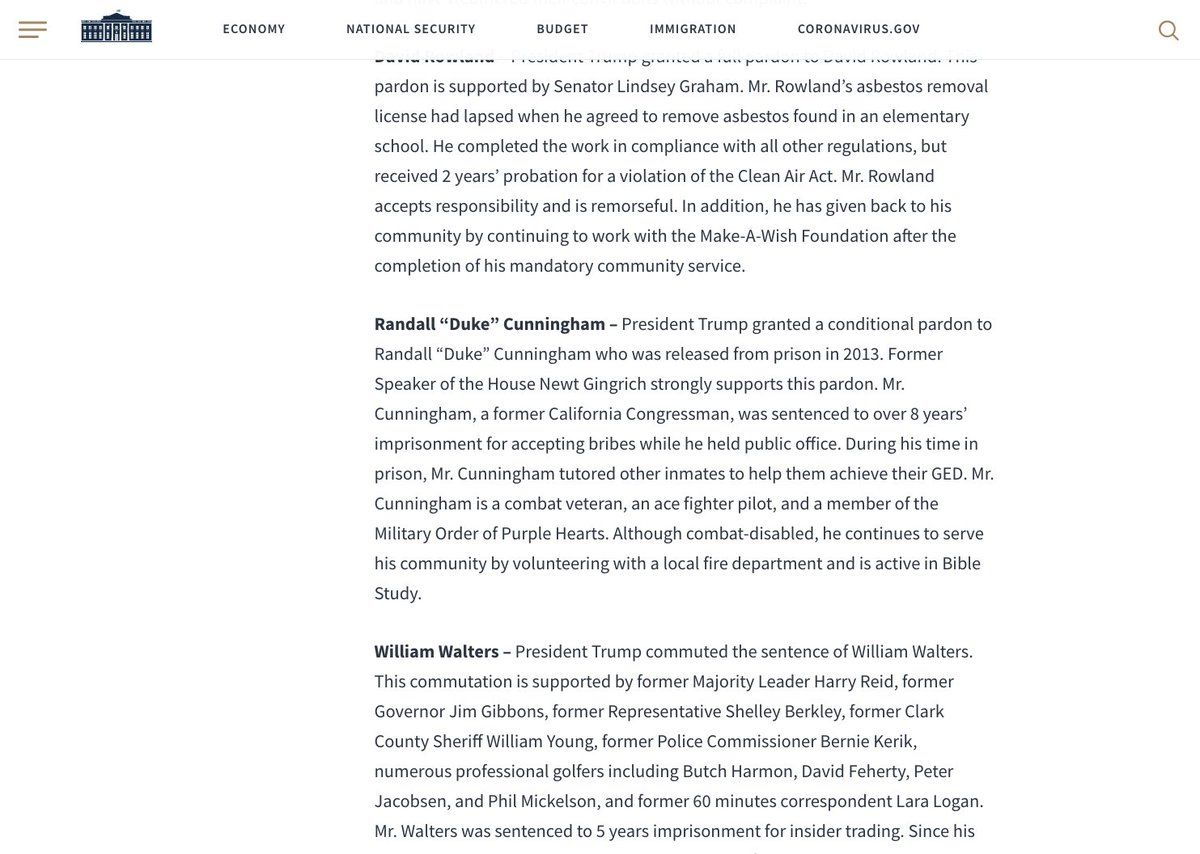 and have weathered their convictions without complaint.
ECONOMY NATIONAL SECURITY BUDGET IMMIGRATION CORONAVIRUS.GOV
David Rowland – President Trump granted a full pardon to David Rowland. This
pardon is supported by Senator Lindsey Graham. Mr. Rowland’s asbestos removal
license had lapsed when he agreed to remove asbestos found in an elementary
school. He completed the work in compliance with all other regulations, but
received 2 years’ probation for a violation of the Clean Air Act. Mr. Rowland
accepts responsibility and is remorseful. In addition, he has given back to his
community by continuing to work with the Make-A-Wish Foundation after the
completion of his mandatory community service.
Randall “Duke” Cunningham – President Trump granted a conditional pardon to
Randall “Duke” Cunningham who was released from prison in 2013. Former
Speaker of the House Newt Gingrich strongly supports this pardon. Mr.
Cunningham, a former California Congressman, was sentenced to over 8 years’
imprisonment for accepting bribes while he held public office. During his time in
prison, Mr. Cunningham tutored other inmates to help them achieve their GED. Mr.
Cunningham is a combat veteran, an ace fighter pilot, and a member of the
Military Order of Purple Hearts. Although combat-disabled, he continues to serve
his community by volunteering with a local fire department and is active in Bible
Study.
William Walters – President Trump commuted the sentence of William Walters.
This commutation is supported by former Majority Leader Harry Reid, former
Governor Jim Gibbons, former Representative Shelley Berkley, former Clark
County Sheriff William Young, former Police Commissioner Bernie Kerik,
numerous professional golfers including Butch Harmon, David Feherty, Peter
Jacobsen, and Phil Mickelson, and former 60 minutes correspondent Lara Logan.
Mr. Walters was sentenced to 5 years imprisonment for insider trading. Since his